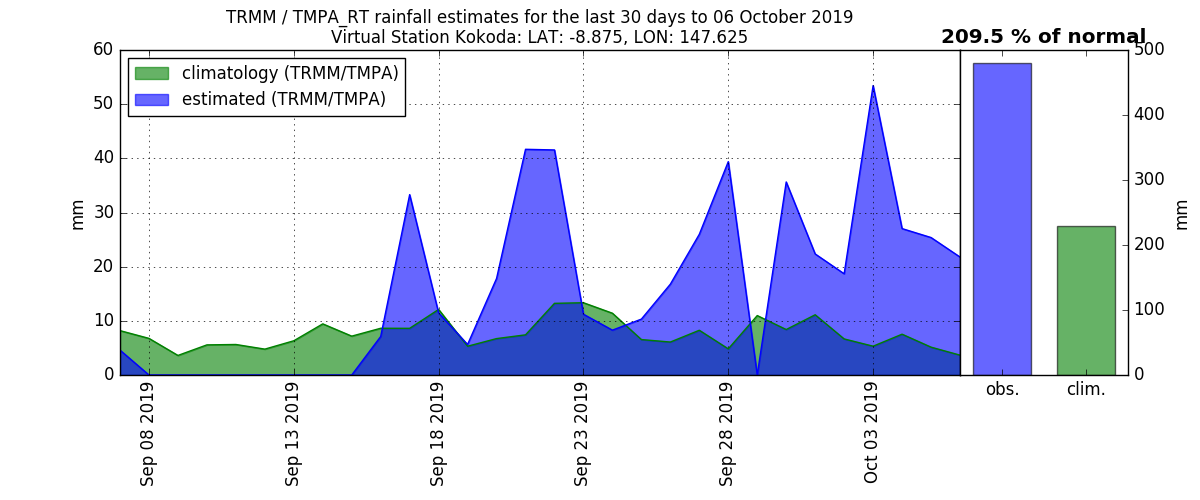 TRMM / TMPA_RT rainfall estimates for the last 30 days to 06 October 2019
Virtual Station Kokoda: LAT: -8.875, LON: 147.625
209.5 % of normal
climatology (TRMM/TMPA)
estimated (TRMM/TMPA)
60
50
40
30
20
10
0
mm
Sep 08 2019
Sep 13 2019
Sep 18 2019
Sep 23 2019
Sep 28 2019
Oct 03 2019
obs.
clim.
500
400
300
200
100
0
mm